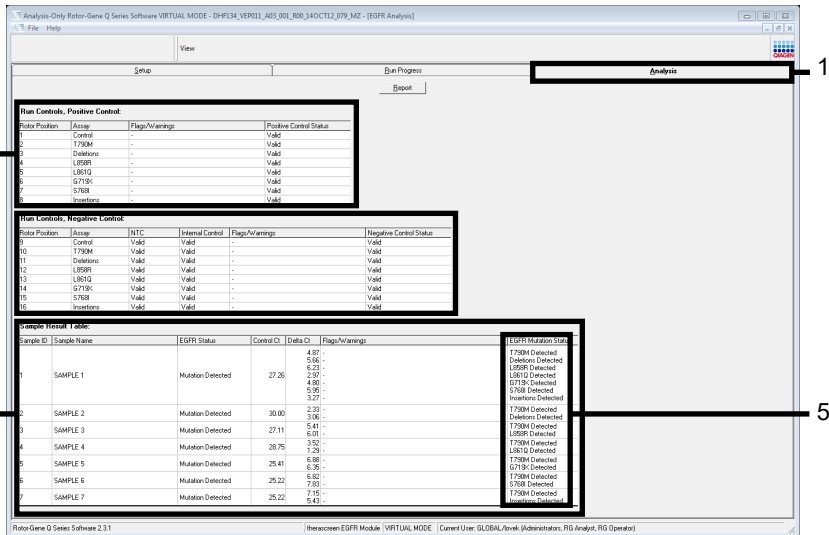 Analysis-Only Rotor-Gene Q Series Software VIRTUAL MODE - DHF134_VEP011_A03_001_R00_14OCT12_079_MZ - [EGFR Analysis]
File Help
View
QIAGEN
Setup Run Progress Analysis 1
Report
Run Controls, Positive Control:
Rotor Position Assay Flags/Warnings Positive Control Status
1 Control - Valid
2 T790M - Valid
3 Deletions - Valid
4 L858R - Valid
5 L861Q - Valid
6 G719X - Valid
7 S768I - Valid
8 Insertions - Valid
Run Controls, Negative Control:
Rotor Position Assay NTC Internal Control Flags/Warnings Negative Control Status
9 Control Valid Valid - Valid
10 T790M Valid Valid - Valid
11 Deletions Valid Valid - Valid
12 L858R Valid Valid - Valid
13 L861Q Valid Valid - Valid
14 G719X Valid Valid - Valid
15 S768I Valid Valid - Valid
16 Insertions Valid Valid - Valid
Sample Result Table:
Sample ID Sample Name EGFR Status Control Ct Delta Ct Flags/Warnings EGFR Mutation Status
4.87 - T790M Detected
5.66 - Deletions Detected
6.23 - L858R Detected
1 SAMPLE 1 Mutation Detected 27.26 2.97 - L861Q Detected
4.80 - G719X Detected
5.95 - S768I Detected
3.27 - Insertions Detected
2 SAMPLE 2 Mutation Detected 30.00 2.33 - T790M Detected
3.06 - Deletions Detected 5
3 SAMPLE 3 Mutation Detected 27.11 5.41 - T790M Detected
6.01 - L858R Detected
4 SAMPLE 4 Mutation Detected 28.75 3.52 - T790M Detected
1.29 - L861Q Detected
5 SAMPLE 5 Mutation Detected 25.41 6.88 - T790M Detected
6.35 - G719X Detected
6 SAMPLE 6 Mutation Detected 25.22 6.82 - T790M Detected
7.83 - S768I Detected
7 SAMPLE 7 Mutation Detected 25.22 7.15 - T790M Detected
5.43 - Insertions Detected
Rotor-Gene Q Series Software 2.3.1 therascreen EGFR Module VIRTUAL MODE Current User: GLOBAL/lovek (Administrators, RG Analyst, RG Operator)